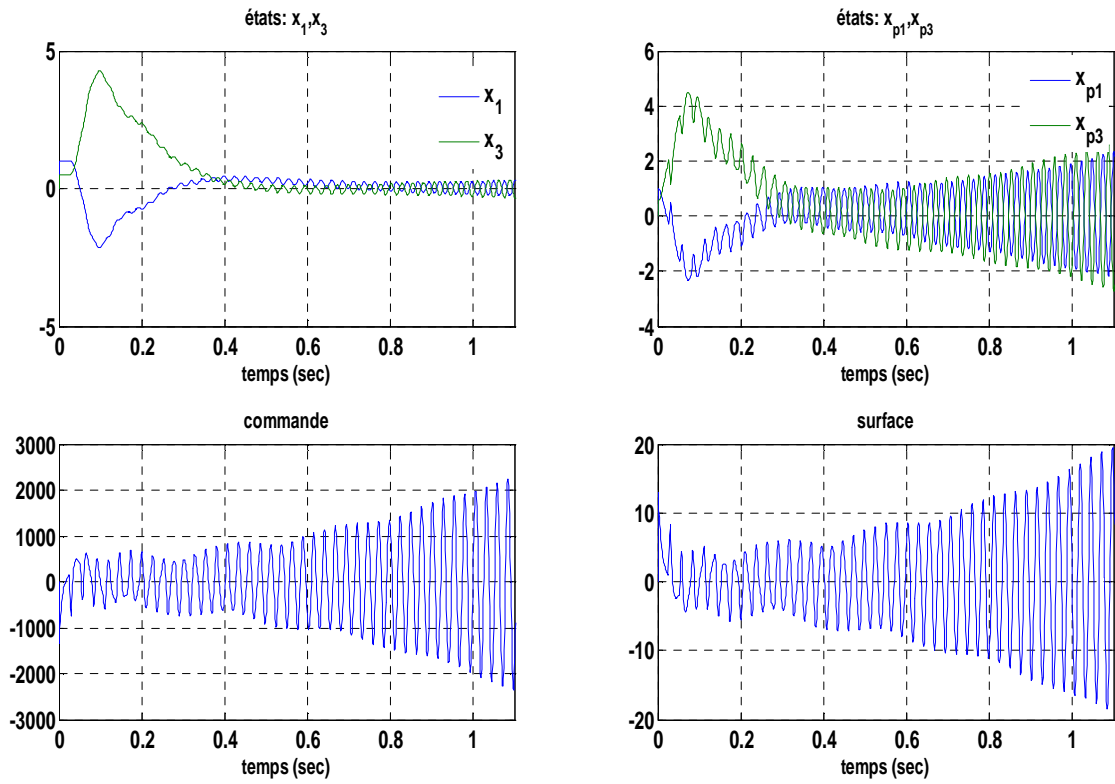 états: x1,x3
5
0
-5
x1
x3
0 0.2 0.4 0.6 0.8 1
temps (sec)
états: xp1,xp3
6
4
2
0
-2
-4
xp1
xp3
0 0.2 0.4 0.6 0.8 1
temps (sec)
commande
3000
2000
1000
0
-1000
-2000
-3000
0 0.2 0.4 0.6 0.8 1
temps (sec)
surface
20
10
0
-10
-20
0 0.2 0.4 0.6 0.8 1
temps (sec)